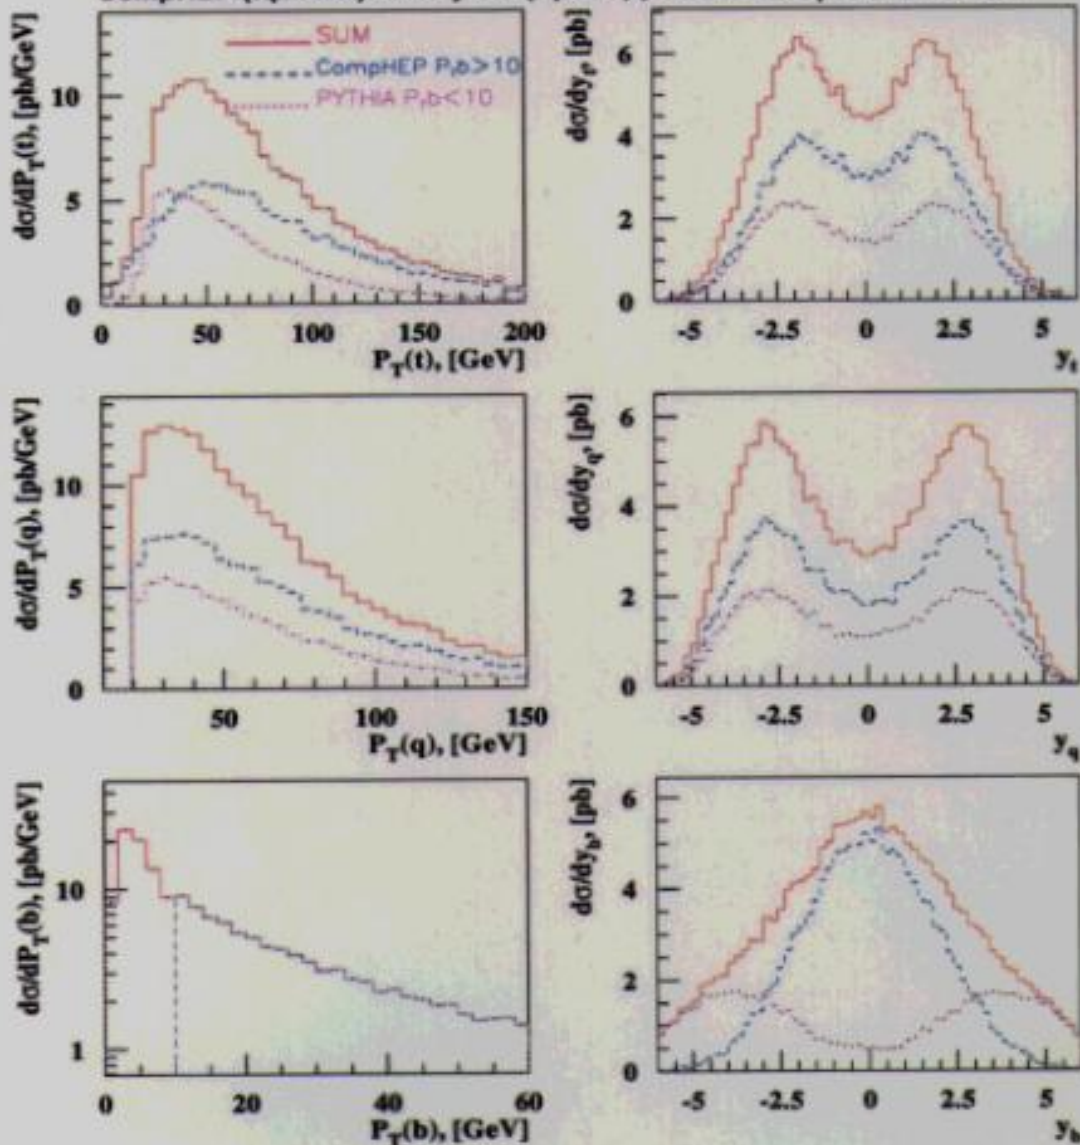 SUM
CompHEP PTb>10
PYTHIA PTb<10
dσ/dPT(t), [pb/GeV]
10
5
0
0 50 100 150 200
PT(t), [GeV]
dσ/dyt, [pb]
6
4
2
0
-5 -2.5 0 2.5 5
yt
dσ/dPT(q), [pb/GeV]
10
5
0
50 100 150
PT(q), [GeV]
dσ/dyq, [pb]
6
4
2
0
-5 -2.5 0 2.5 5
yq
dσ/dPT(b), [pb/GeV]
10
1
0 20 40 60
PT(b), [GeV]
dσ/dyb, [pb]
6
4
2
0
-5 -2.5 0 2.5 5